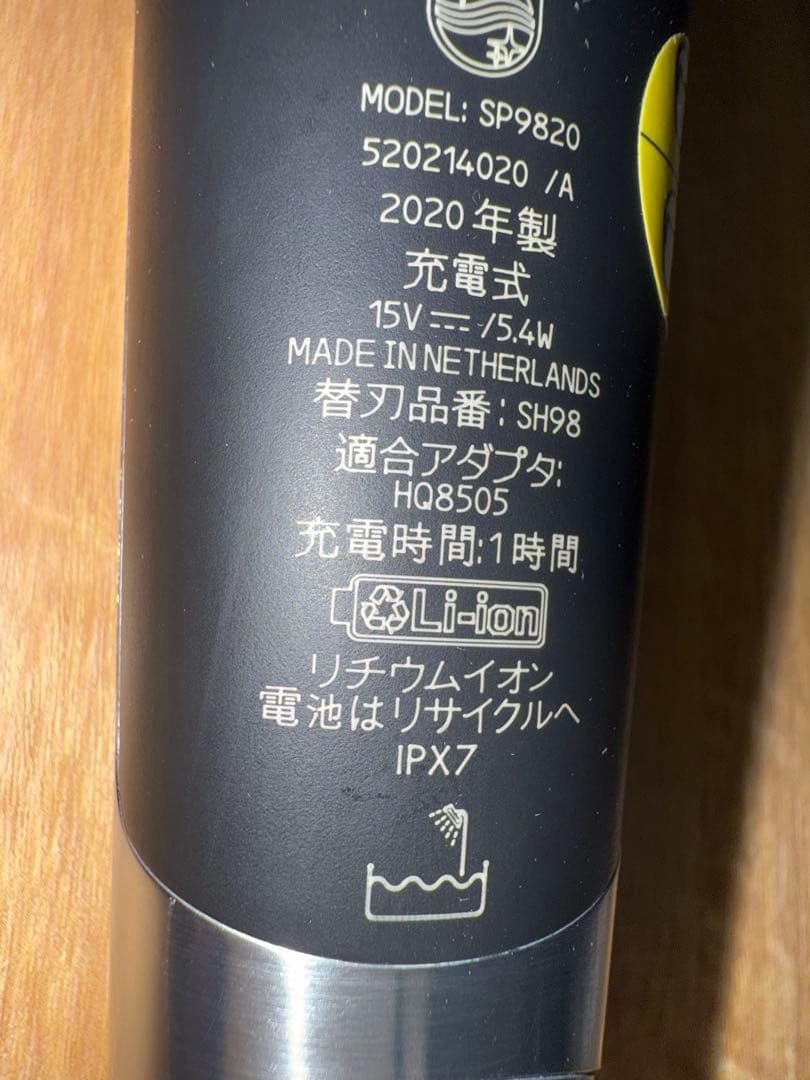 MODEL: SP9820
520214020 /A
2020年製
充電式
15V⎓/5.4W
MADE IN NETHERLANDS
替刃品番: SH98
適合アダプタ:
HQ8505
充電時間:1時間
Li-ion
リチウムイオン
電池はリサイクルへ
IPX7